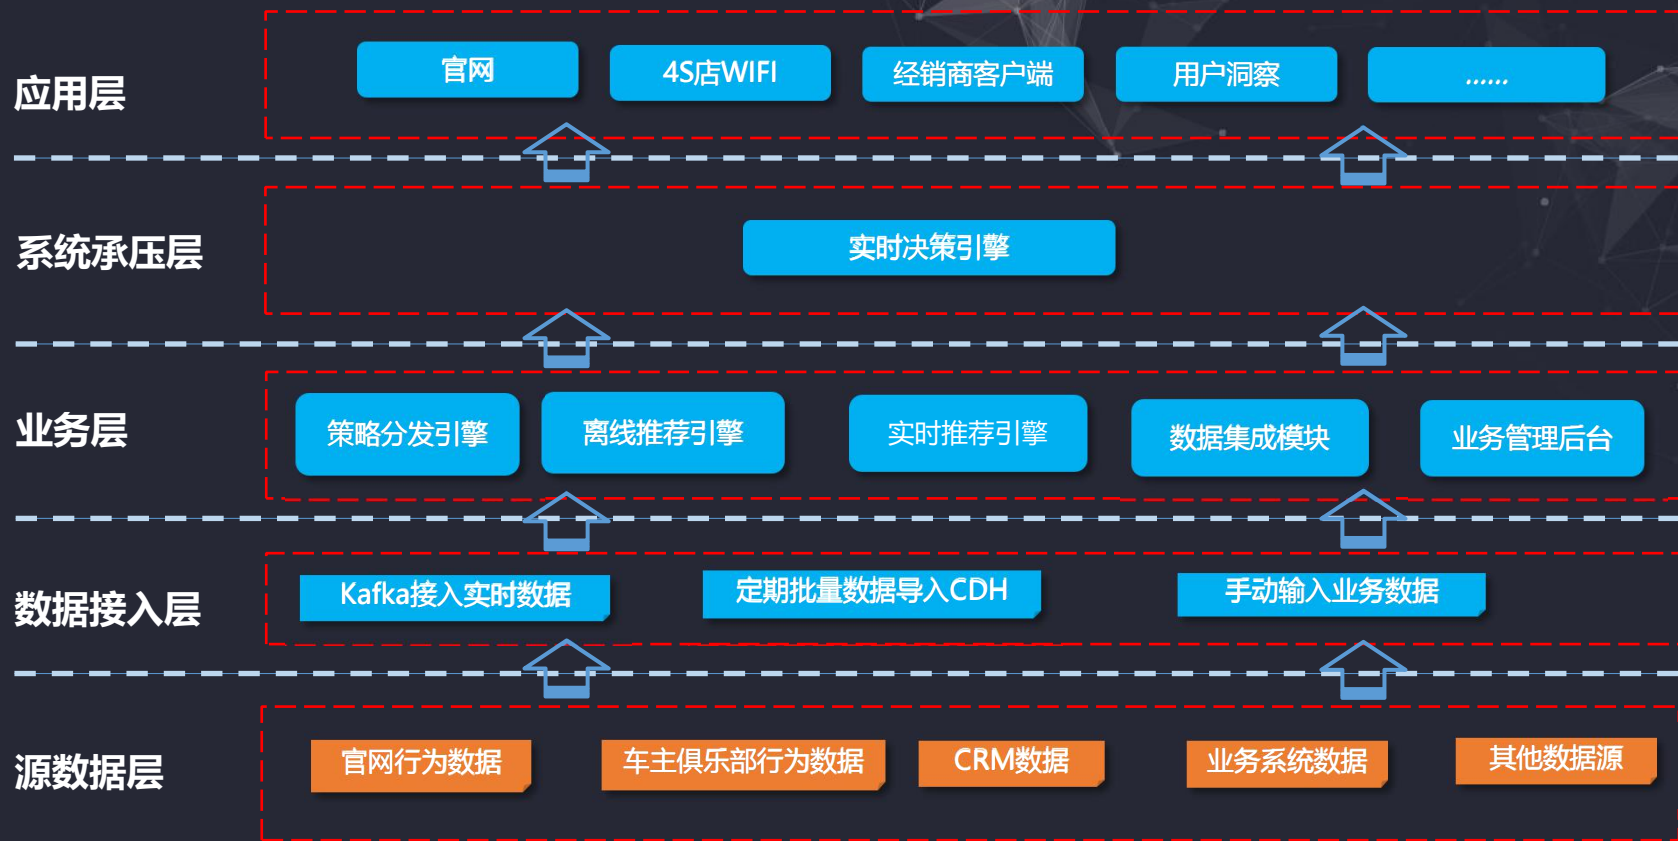 应用层
官网
4S店WIFI
经销商客户端
用户洞察
......
系统承压层
实时决策引擎
业务层
策略分发引擎
离线推荐引擎
实时推荐引擎
数据集成模块
业务管理后台
数据接入层
Kafka接入实时数据
定期批量数据导入CDH
手动输入业务数据
源数据层
官网行为数据
车主俱乐部行为数据
CRM数据
业务系统数据
其他数据源